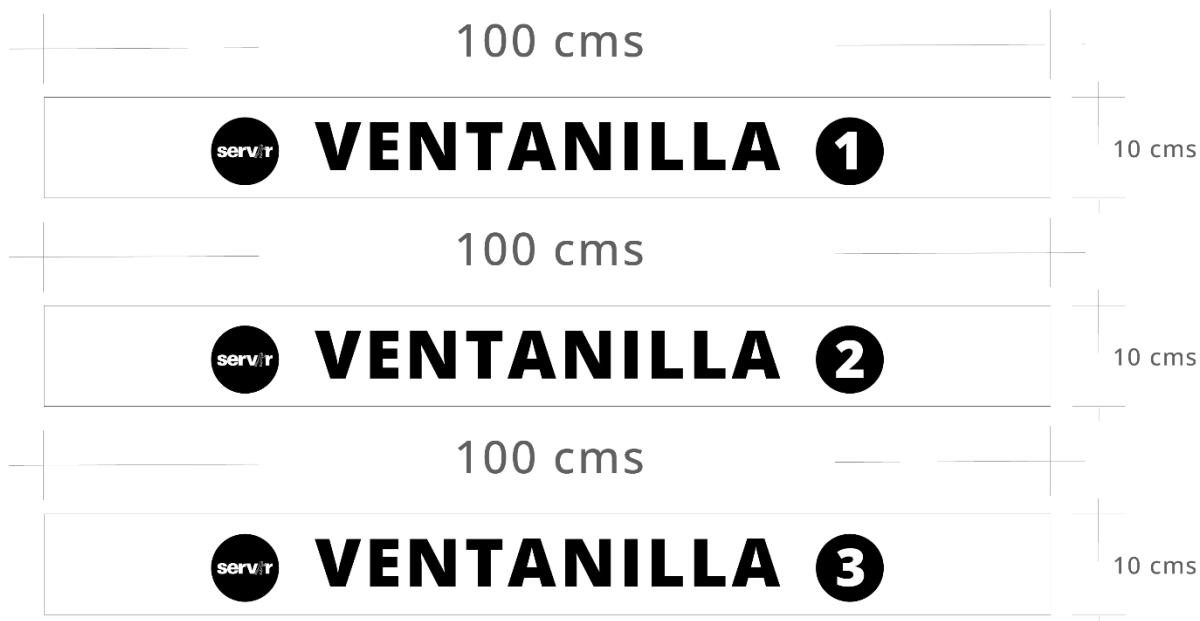 100 cms
servir VENTANILLA 1
10 cms
100 cms
servir VENTANILLA 2
10 cms
100 cms
servir VENTANILLA 3
10 cms